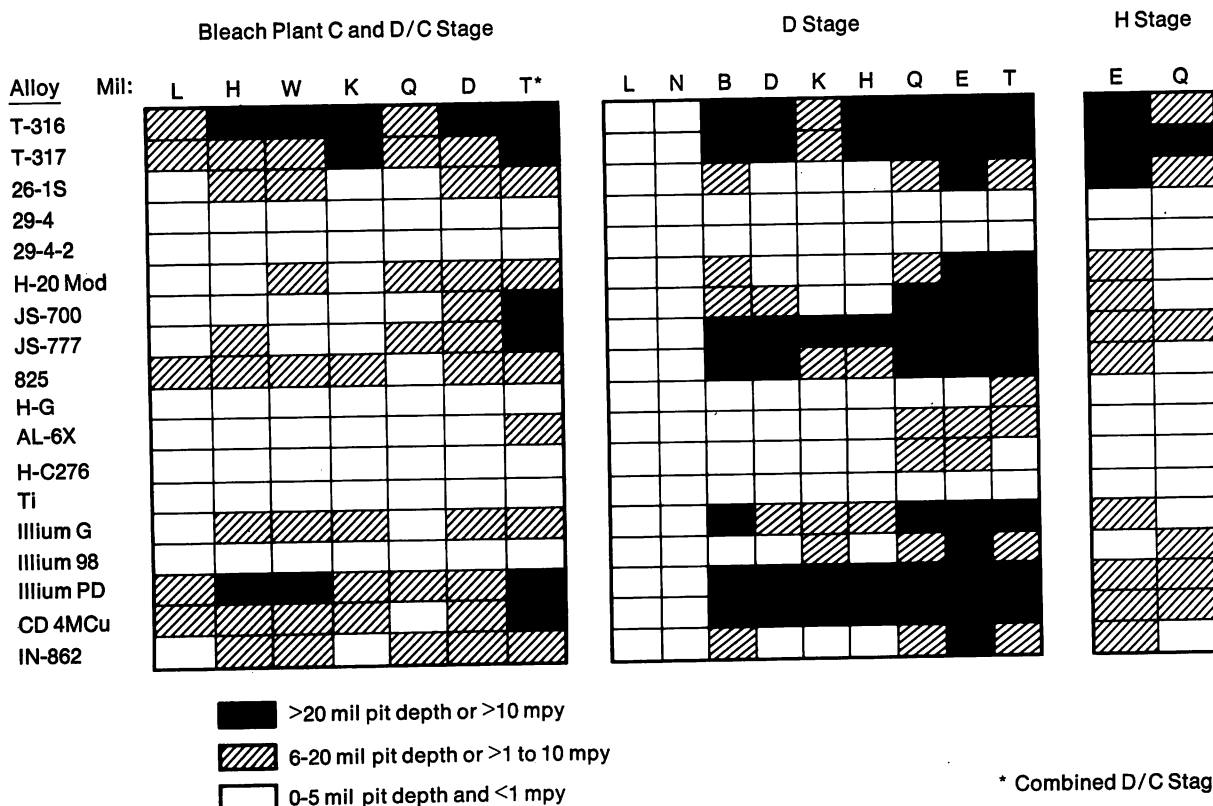 Bleach Plant C and D/C Stage
D Stage
H Stage
Alloy Mil: L H W K Q D T* L N B D K H Q E T E Q
T-316
T-317
26-1S
29-4
29-4-2
H-20 Mod
JS-700
JS-777
825
H-G
AL-6X
H-C276
Ti
Illium G
Illium 98
Illium PD
CD 4MCu
IN-862
>20 mil pit depth or >10 mpy
6-20 mil pit depth or >1 to 10 mpy
0-5 mil pit depth and <1 mpy
* Combined D/C Stag